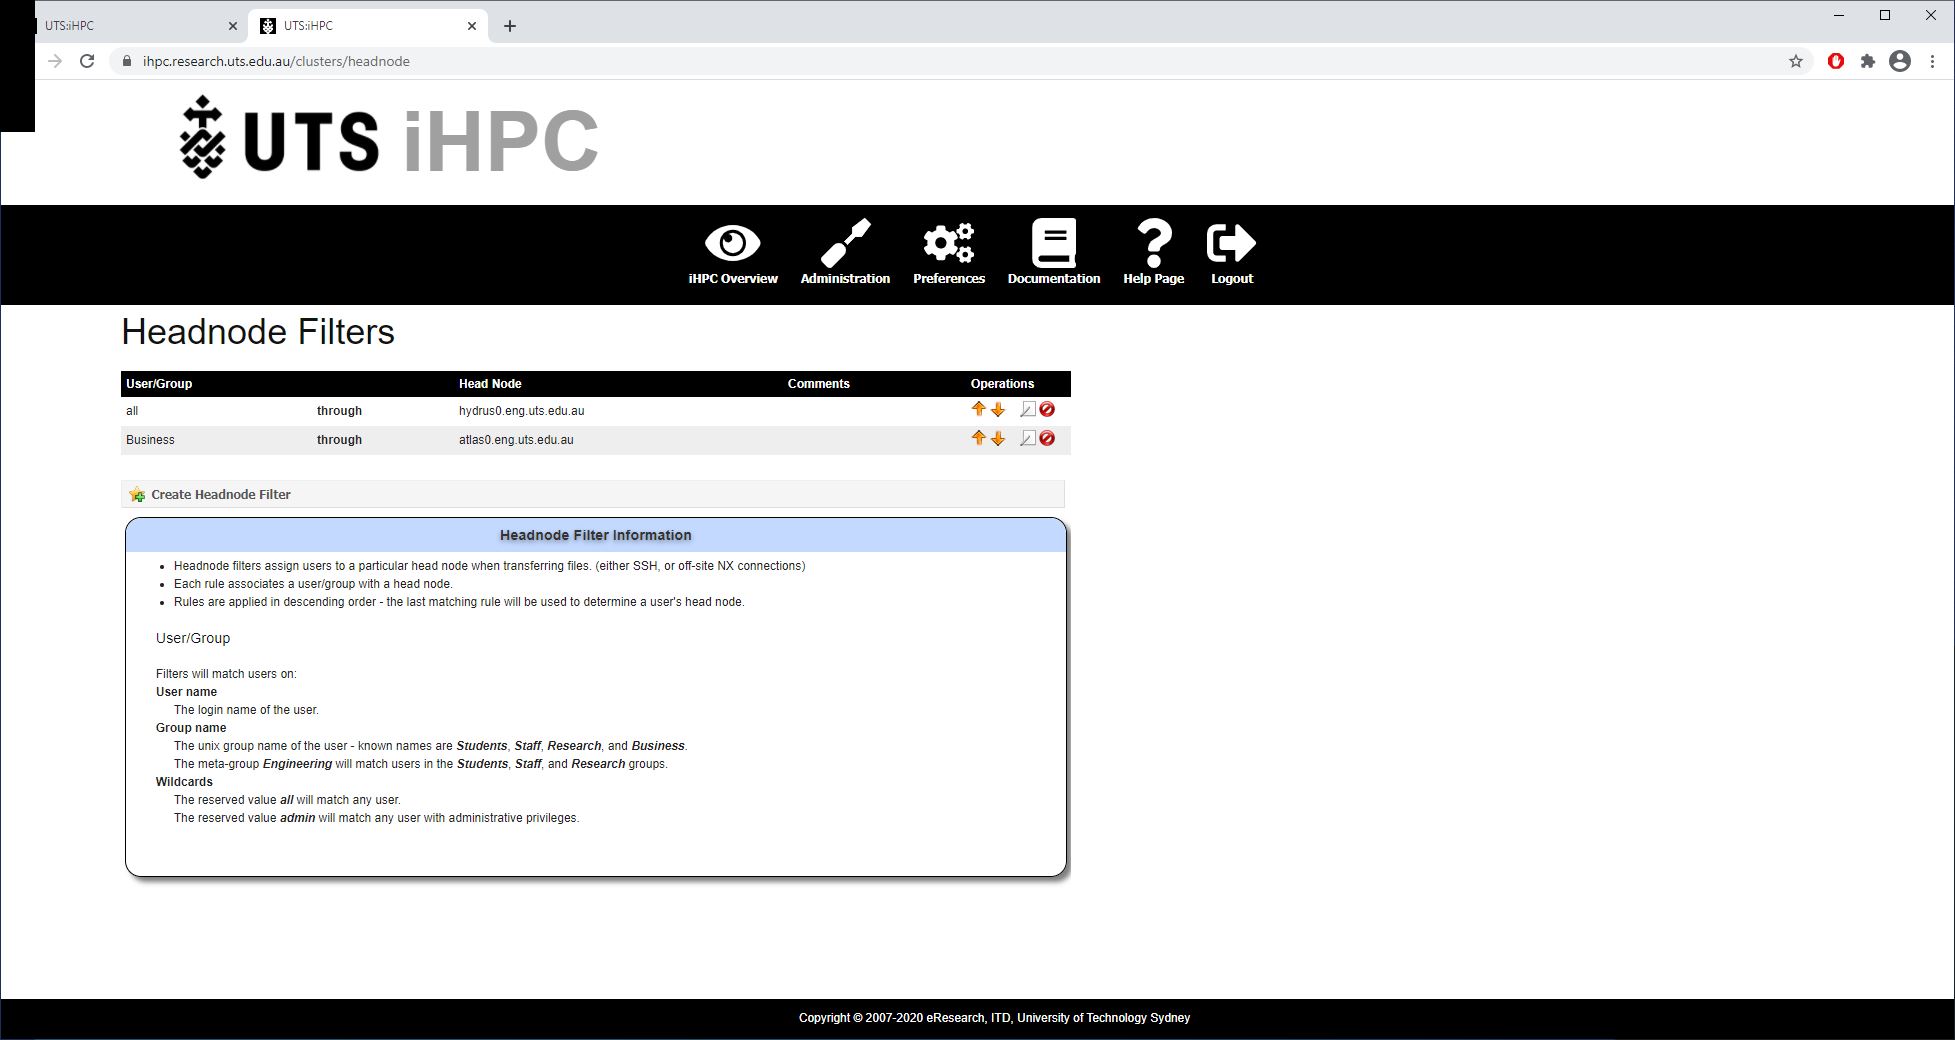 UTS:iHPC
UTS:iHPC
ihpc.research.uts.edu.au/clusters/headnode
UTS iHPC
iHPC Overview Administration Preferences Documentation Help Page Logout
Headnode Filters
User/Group Head Node Comments Operations
all through hydrus0.eng.uts.edu.au
Business through atlas0.eng.uts.edu.au
Create Headnode Filter
Headnode Filter Information
• Headnode filters assign users to a particular head node when transferring files. (either SSH, or off-site NX connections)
• Each rule associates a user/group with a head node.
• Rules are applied in descending order - the last matching rule will be used to determine a user's head node.
User/Group
Filters will match users on:
User name
The login name of the user.
Group name
The unix group name of the user - known names are Students, Staff, Research, and Business.
The meta-group Engineering will match users in the Students, Staff, and Research groups.
Wildcards
The reserved value all will match any user.
The reserved value admin will match any user with administrative privileges.
Copyright © 2007-2020 eResearch, ITD, University of Technology Sydney